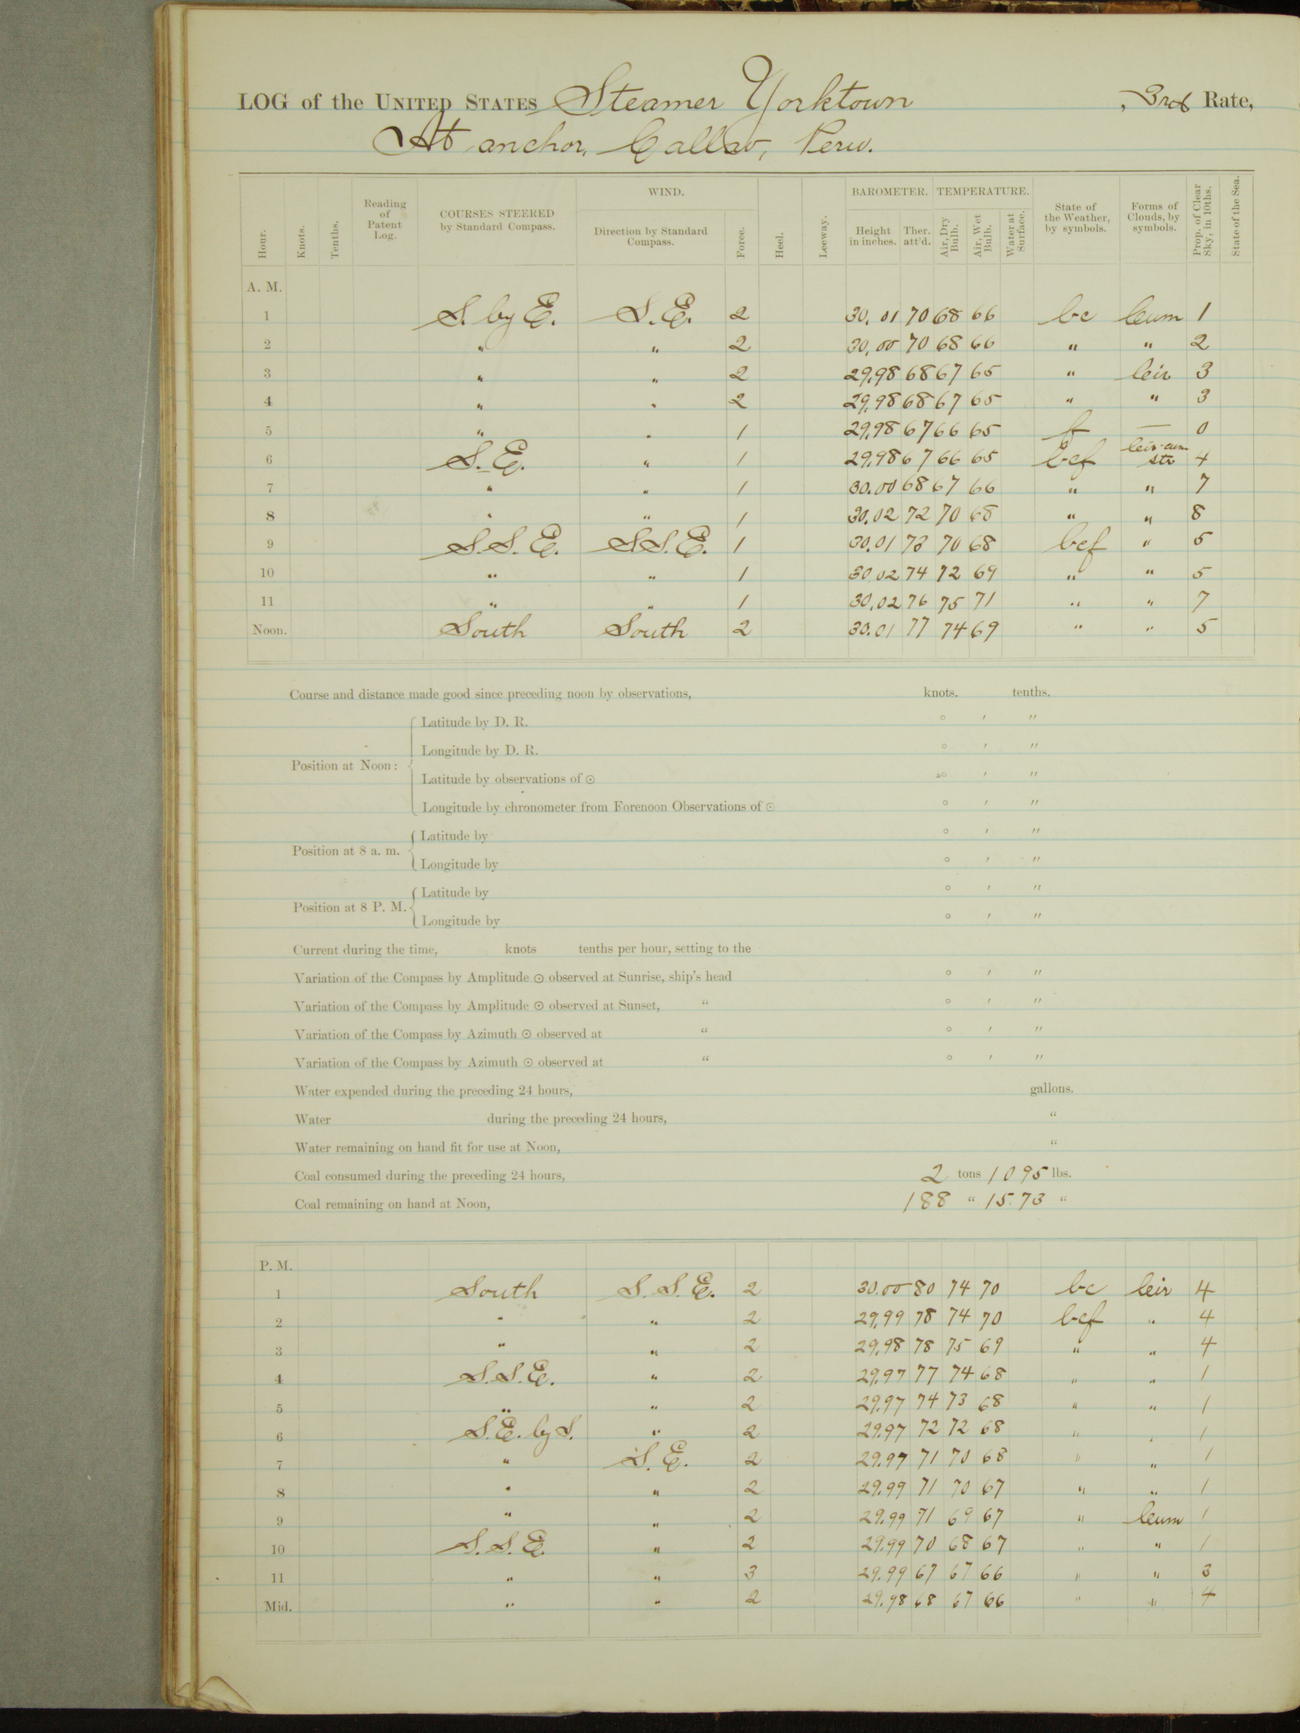 LOG of the UNITED STATES Steamer Yorktown, 3rd Rate,
At anchor, Callao, Peru.
Hour. Knots. Tenths. Reading of Patent Log. COURSES STEERED by Standard Compass. WIND. Direction by Standard Compass. Force. Heel. Leeway. BAROMETER. Height in inches. Ther. att'd. TEMPERATURE. Air, Dry Bulb. Air, Wet Bulb. Water at Surface. State of the Weather, by symbols. Forms of Clouds, by symbols. Prop. of Clear Sky, in 10ths. State of the Sea.
A. M.
1 S. by E. S. E. 2 30.01 70 68 66 bc Cum 1
2 " " 2 30.00 70 68 66 " " 2
3 " " 2 29.98 68 67 65 " Cir 3
4 " " 2 29.98 68 67 65 " " 3
5 " " 1 29.98 67 66 65 f — 0
6 S. E. " 1 29.98 67 66 65 bcf Cir-cum str 4
7 " " 1 30.00 68 67 66 " " 7
8 " " 1 30.02 72 70 68 " " 8
9 S. S. E. S. S. E. 1 30.01 73 70 68 bcf " 5
10 " " 1 30.02 74 72 69 " " 5
11 " " 1 30.02 76 75 71 " " 7
Noon. South South 2 30.01 77 74 69 " " 5
Course and distance made good since preceding noon by observations, knots. tenths.
Position at Noon:
Latitude by D. R. ° ' "
Longitude by D. R. ° ' "
Latitude by observations of ☉ ° ' "
Longitude by chronometer from Forenoon Observations of ☉ ° ' "
Position at 8 a. m.
Latitude by ° ' "
Longitude by ° ' "
Position at 8 P. M.
Latitude by ° ' "
Longitude by ° ' "
Current during the time, knots tenths per hour, setting to the
Variation of the Compass by Amplitude ☉ observed at Sunrise, ship's head ° ' "
Variation of the Compass by Amplitude ☉ observed at Sunset, " ° ' "
Variation of the Compass by Azimuth ☉ observed at " ° ' "
Variation of the Compass by Azimuth ☉ observed at " ° ' "
Water expended during the preceding 24 hours, gallons.
Water during the preceding 24 hours, "
Water remaining on hand fit for use at Noon, "
Coal consumed during the preceding 24 hours, 2 tons 1095 lbs.
Coal remaining on hand at Noon, 188 " 1573 "
P. M.
1 South S. S. E. 2 30.00 80 74 70 bc Cir 4
2 " " 2 29.99 78 74 70 bcf " 4
3 " " 2 29.98 78 75 69 " " 4
4 S. S. E. " 2 29.97 77 74 68 " " 1
5 " " 2 29.97 74 73 68 " " 1
6 S. E. by S. " 2 29.97 72 72 68 " " 1
7 " S. E. 2 29.97 71 70 68 " " 1
8 " " 2 29.99 71 70 67 " " 1
9 " " 2 29.99 71 69 67 " Cum 1
10 S. S. E. " 2 29.99 70 68 67 " " 1
11 " " 3 29.99 67 67 66 " " 3
Mid. " " 2 29.98 68 67 66 " " 4